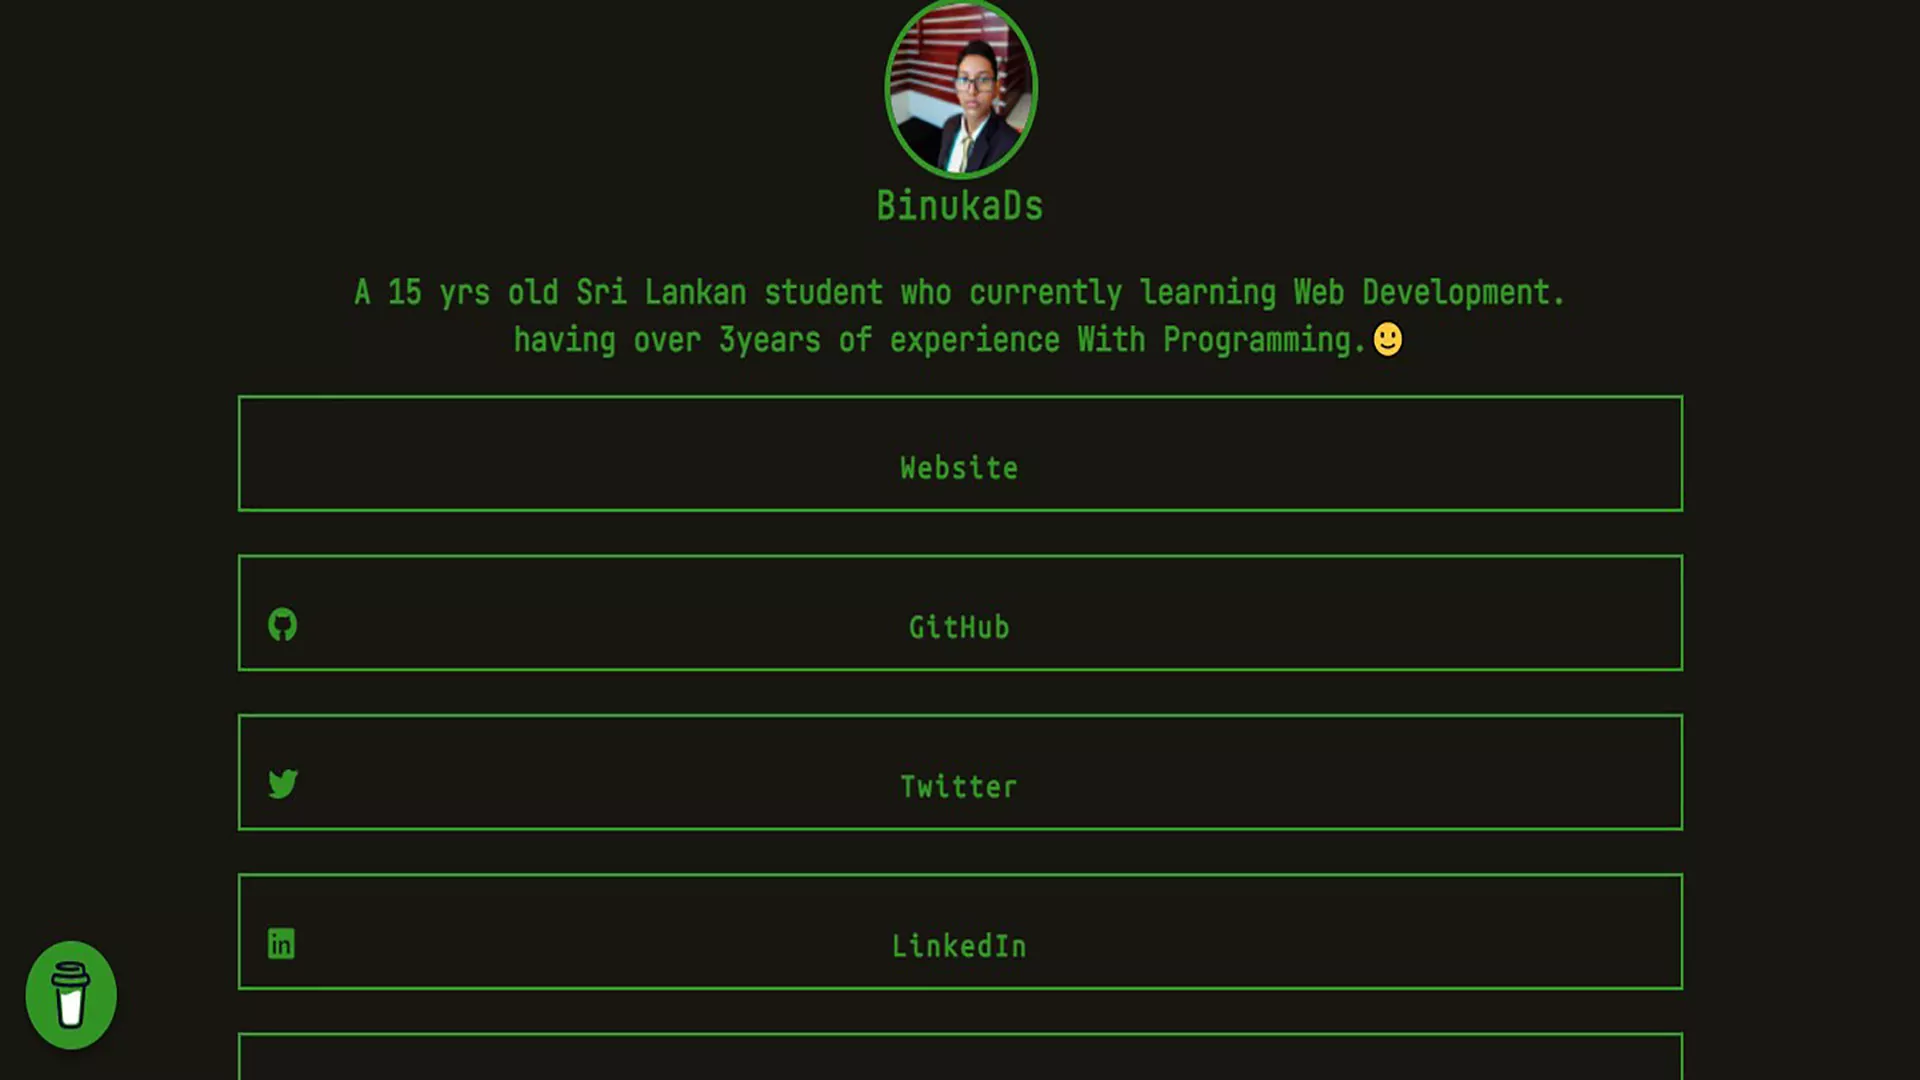 BinukaDs
A 15 yrs old Sri Lankan student who currently learning Web Development.
having over 3years of experience With Programming.🙂
Website
GitHub
Twitter
in
LinkedIn